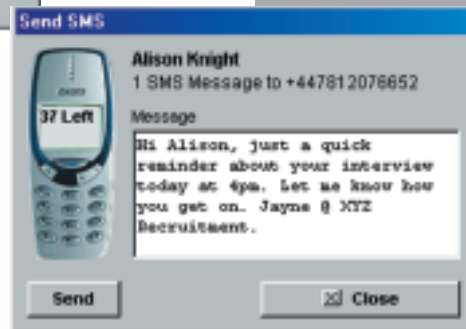 Send SMS
Alison Knight
1 SMS Message to +447812076652
37 Left
Message
Hi Alison, just a quick
reminder about your interview
today at 4pm. Let me know how
you get on. Jayne @ XYZ
Recruitment.
Send
Close